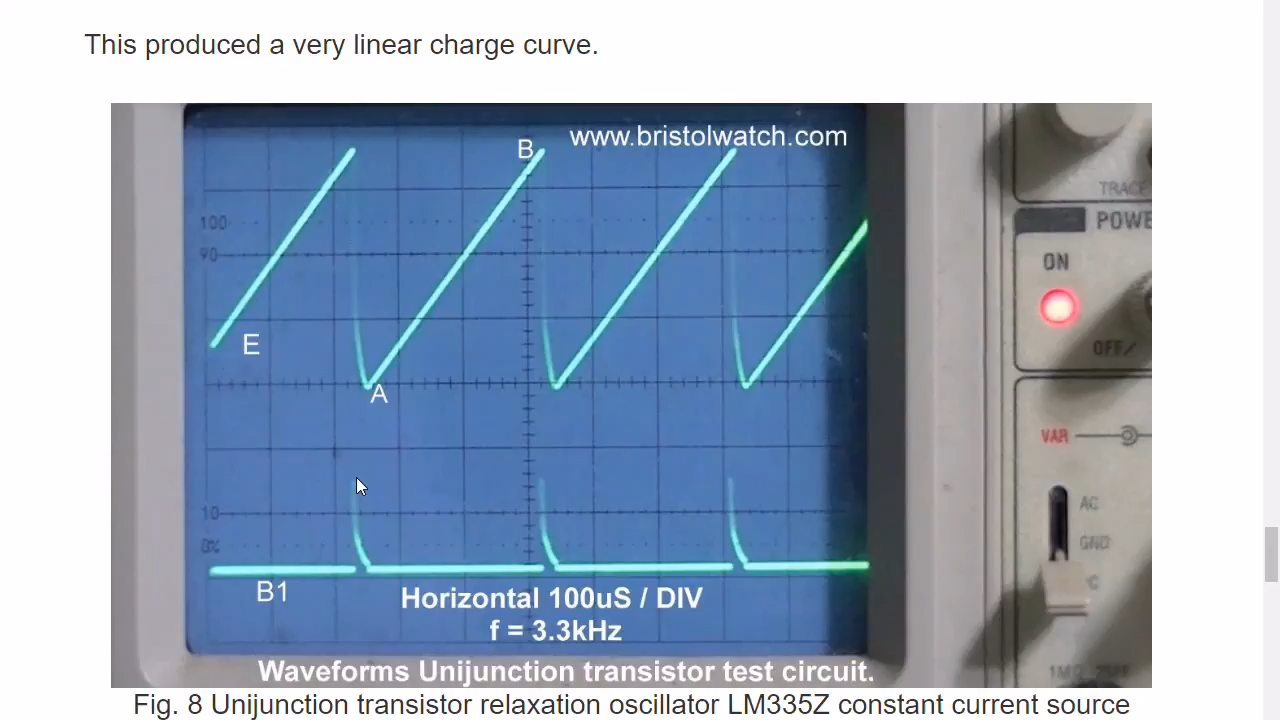 This produced a very linear charge curve.
www.bristolwatch.com
B
TRACE
100
POWE
90
ON
E
OFF/
A
VAR
AC
10
GND
0%
B1
Horizontal 100uS / DIV
f = 3.3kHz
Waveforms Unijunction transistor test circuit.
Fig. 8 Unijunction transistor relaxation oscillator LM335Z constant current source